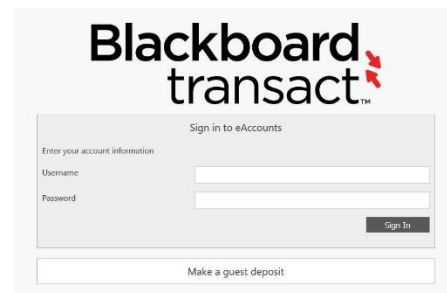 Blackboard
transact™
Sign in to eAccounts
Enter your account information
Username
Password
Sign In
Make a guest deposit